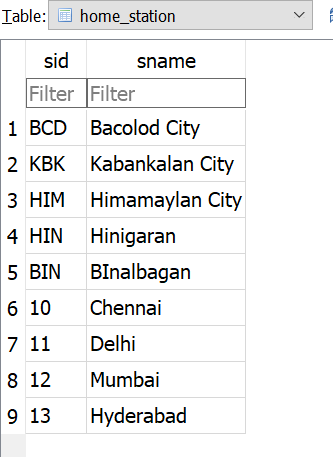 Table: home_station
sid sname
Filter Filter
1 BCD Bacolod City
2 KBK Kabankalan City
3 HIM Himamaylan City
4 HIN Hinigaran
5 BIN BInalbagan
6 10 Chennai
7 11 Delhi
8 12 Mumbai
9 13 Hyderabad